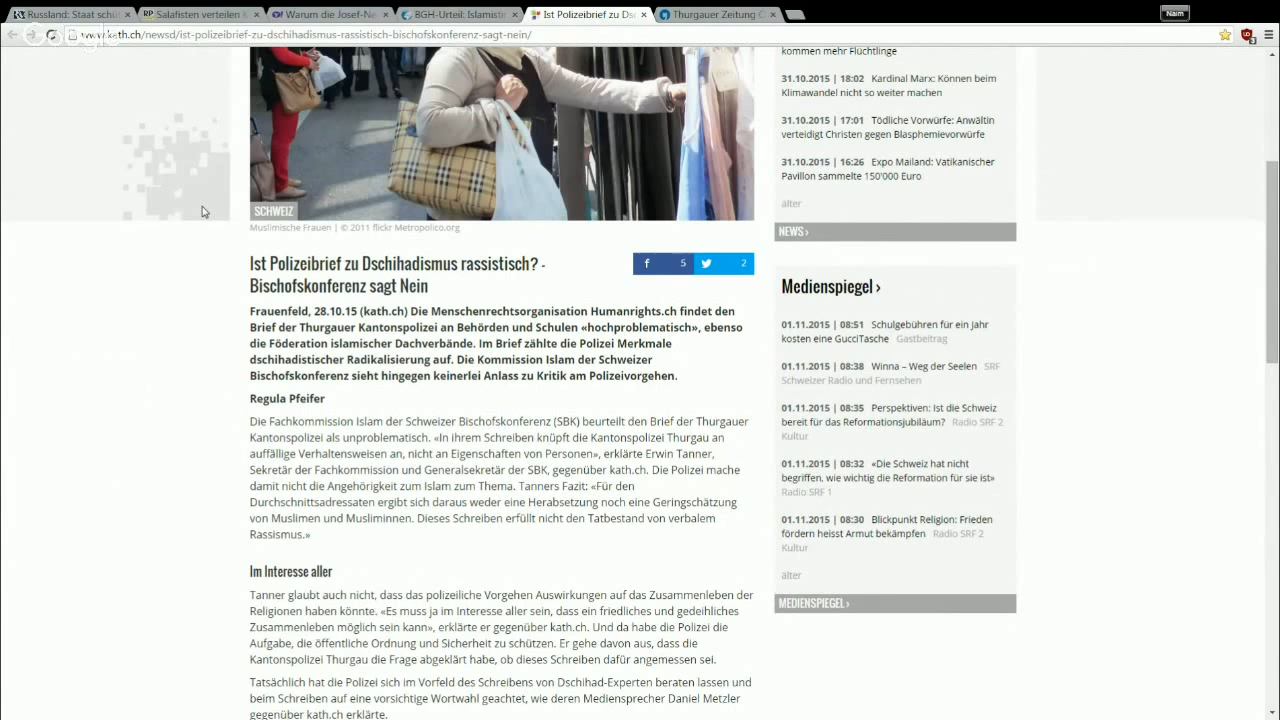 Russland: Staat schüt
Salafisten verteilen
Warum die Josef-Ne
BGH-Urteil: Islamiste
Ist Polizeibrief zu Ds
Thurgauer Zeitung O
Naim
Google
www.kath.ch/newsd/ist-polizeibrief-zu-dschihadismus-rassistisch-bischofskonferenz-sagt-nein/
SCHWEIZ
Muslimische Frauen | © 2011 flickr Metropolico.org
Ist Polizeibrief zu Dschihadismus rassistisch? -
Bischofskonferenz sagt Nein
5
2
Frauenfeld, 28.10.15 (kath.ch) Die Menschenrechtsorganisation Humanrights.ch findet den
Brief der Thurgauer Kantonspolizei an Behörden und Schulen «hochproblematisch», ebenso
die Föderation islamischer Dachverbände. Im Brief zählte die Polizei Merkmale
dschihadistischer Radikalisierung auf. Die Kommission Islam der Schweizer
Bischofskonferenz sieht hingegen keinerlei Anlass zu Kritik am Polizeivorgehen.
Regula Pfeifer
Die Fachkommission Islam der Schweizer Bischofskonferenz (SBK) beurteilt den Brief der Thurgauer
Kantonspolizei als unproblematisch. «In ihrem Schreiben knüpft die Kantonspolizei Thurgau an
auffällige Verhaltensweisen an, nicht an Eigenschaften von Personen», erklärte Erwin Tanner,
Sekretär der Fachkommission und Generalsekretär der SBK, gegenüber kath.ch. Die Polizei mache
damit nicht die Angehörigkeit zum Islam zum Thema. Tanners Fazit: «Für den
Durchschnittsadressaten ergibt sich daraus weder eine Herabsetzung noch eine Geringschätzung
von Muslimen und Musliminnen. Dieses Schreiben erfüllt nicht den Tatbestand von verbalem
Rassismus.»
Im Interesse aller
Tanner glaubt auch nicht, dass das polizeiliche Vorgehen Auswirkungen auf das Zusammenleben der
Religionen haben könnte. «Es muss ja im Interesse aller sein, dass ein friedliches und gedeihliches
Zusammenleben möglich sein kann», erklärte er gegenüber kath.ch. Und da habe die Polizei die
Aufgabe, die öffentliche Ordnung und Sicherheit zu schützen. Er gehe davon aus, dass die
Kantonspolizei Thurgau die Frage abgeklärt habe, ob dieses Schreiben dafür angemessen sei.
Tatsächlich hat die Polizei sich im Vorfeld des Schreibens von Dschihad-Experten beraten lassen und
beim Schreiben auf eine vorsichtige Wortwahl geachtet, wie deren Mediensprecher Daniel Metzler
gegenüber kath.ch erklärte.
kommen mehr Flüchtlinge
31.10.2015 | 18:02 Kardinal Marx: Können beim
Klimawandel nicht so weiter machen
31.10.2015 | 17:01 Tödliche Vorwürfe: Anwältin
verteidigt Christen gegen Blasphemievorwürfe
31.10.2015 | 16:26 Expo Mailand: Vatikanischer
Pavillon sammelte 150'000 Euro
älter
NEWS ›
Medienspiegel ›
01.11.2015 | 08:51 Schulgebühren für ein Jahr
kosten eine GucciTasche Gastbeitrag
01.11.2015 | 08:38 Winna – Weg der Seelen SRF
Schweizer Radio und Fernsehen
01.11.2015 | 08:35 Perspektiven: Ist die Schweiz
bereit für das Reformationsjubiläum? Radio SRF 2
Kultur
01.11.2015 | 08:32 «Die Schweiz hat nicht
begriffen, wie wichtig die Reformation für sie ist»
Radio SRF 1
01.11.2015 | 08:30 Blickpunkt Religion: Frieden
fördern heisst Armut bekämpfen Radio SRF 2
Kultur
älter
MEDIENSPIEGEL ›